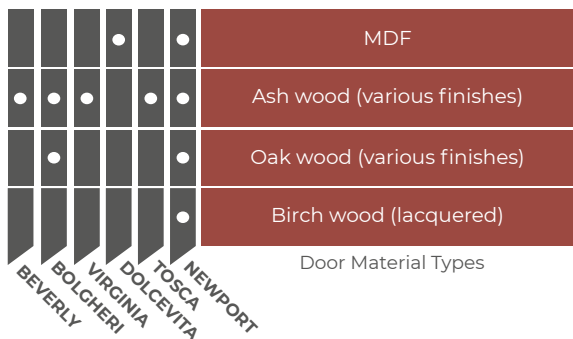 MDF
Ash wood (various finishes)
Oak wood (various finishes)
Birch wood (lacquered)
Door Material Types
BEVERLY
BOLGHERI
VIRGINIA
DOLCEVITA
TOSCA
NEWPORT